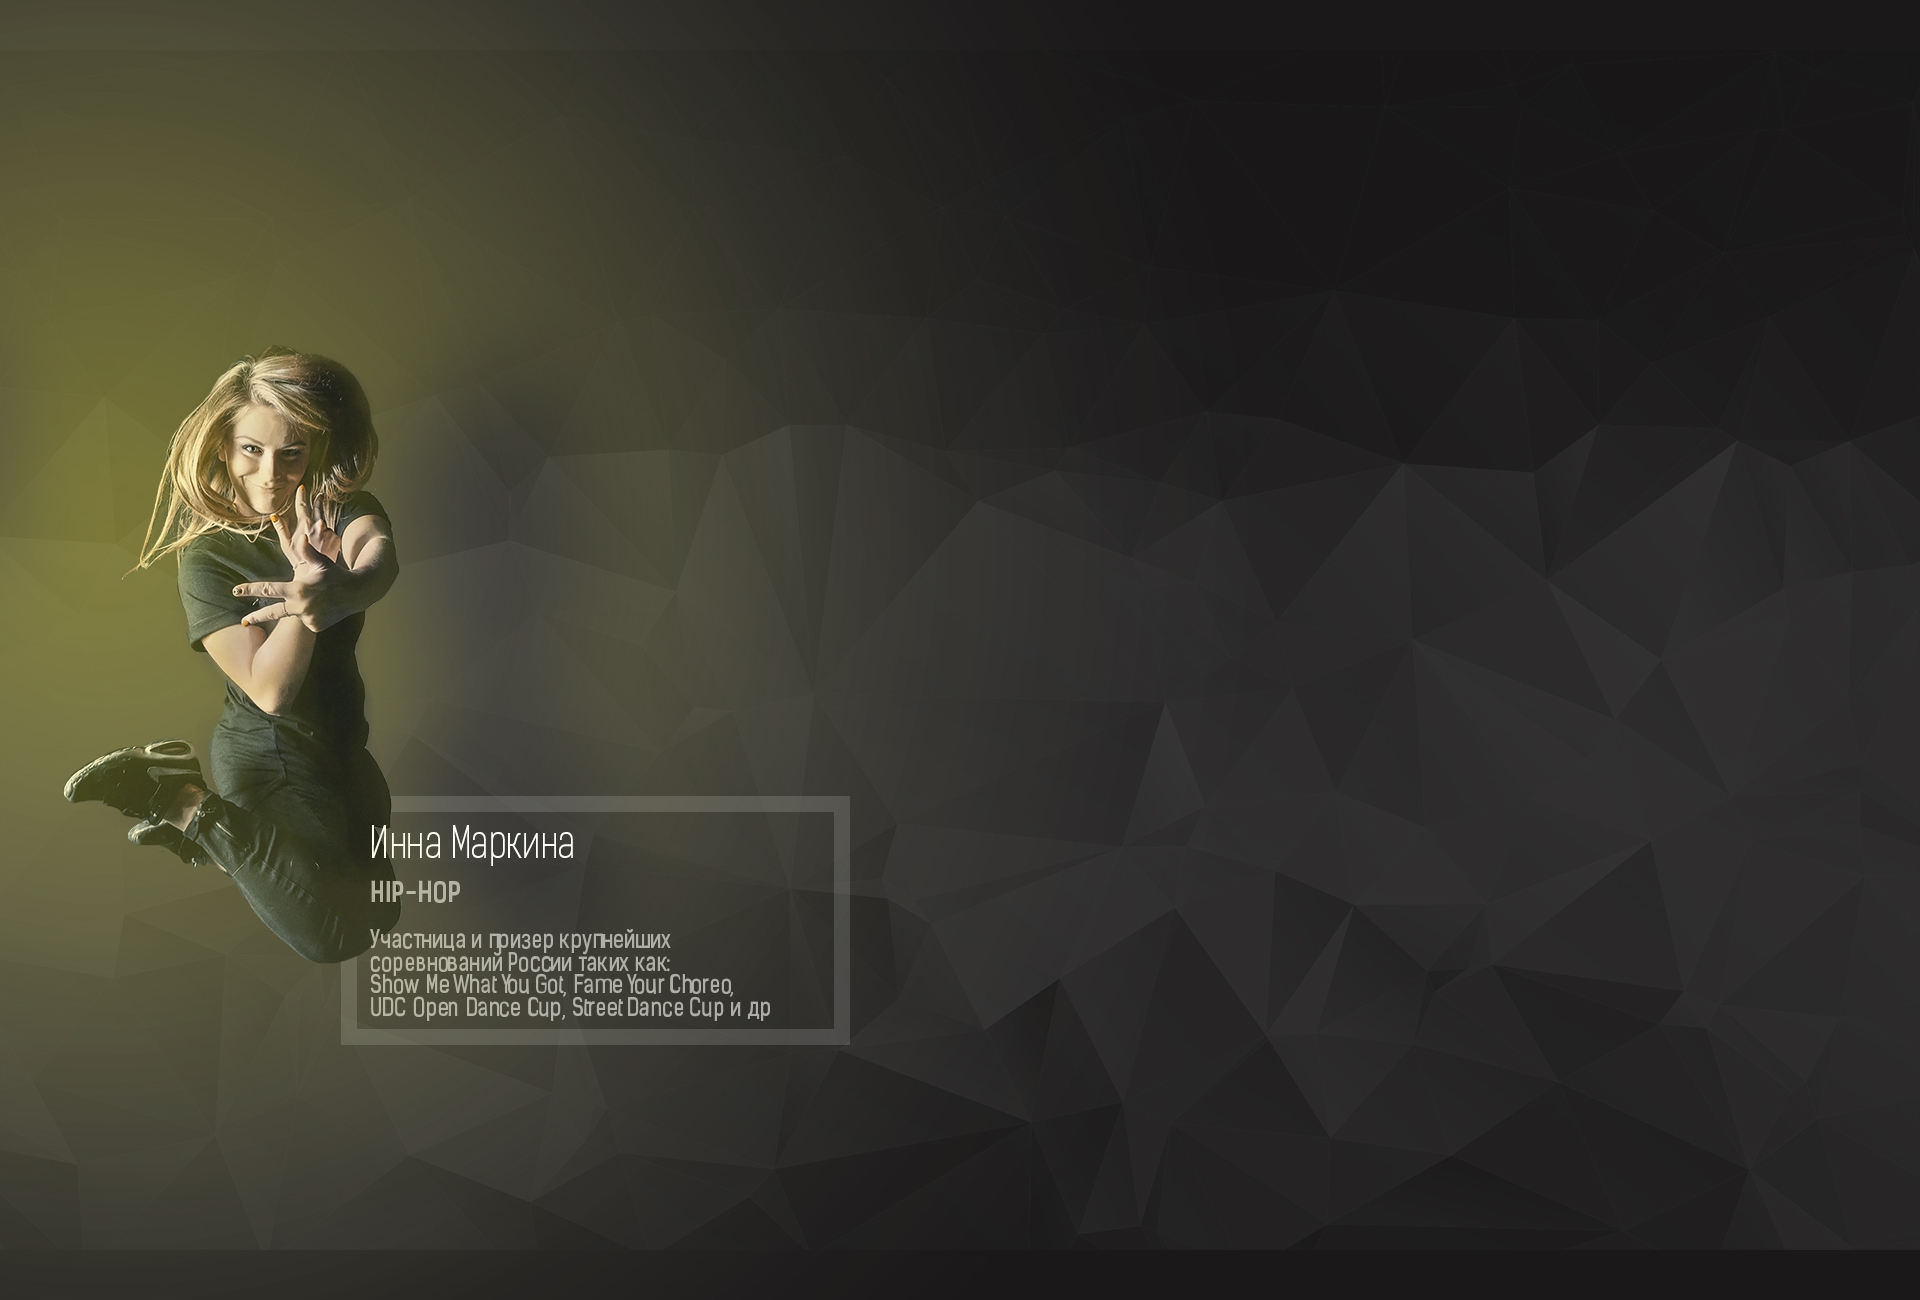 Инна Маркина
HIP-HOP
Участница и призер крупнейших
соревнований России таких как:
Show Me What You Got, Fame Your Choreo,
UDC Open Dance Cup, Street Dance Cup и др